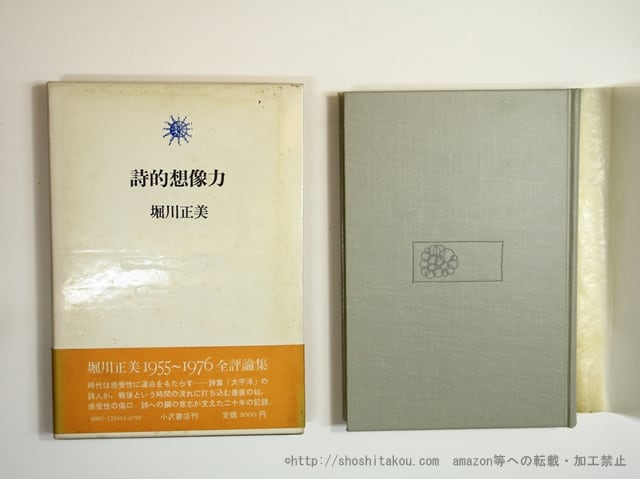 詩的想像力
堀川正美
堀川正美1955〜1976全評論集
時代は感受性に運命をもたらす――詩集「太平洋」の
詩人が、戦後という時間の流れに打ち込む垂直の杭。
感受性の傷口、詩への鋼の意志が支えた二十年の記録。
小沢書店刊
定価 2000 円
©http://shoshitakou.com amazon等への転載・加工禁止